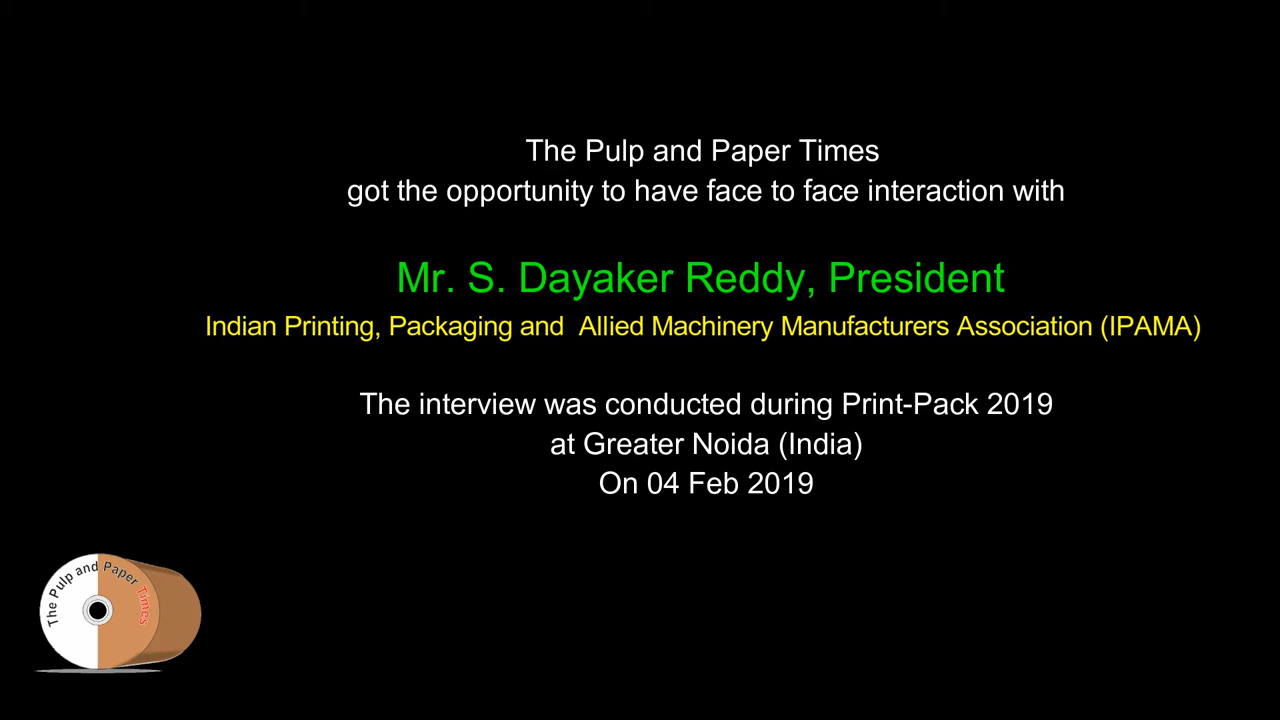 The Pulp and Paper Times
got the opportunity to have face to face interaction with
Mr. S. Dayaker Reddy, President
Indian Printing, Packaging and  Allied Machinery Manufacturers Association (IPAMA)
The interview was conducted during Print-Pack 2019
at Greater Noida (India)
On 04 Feb 2019
The Pulp and Paper Times